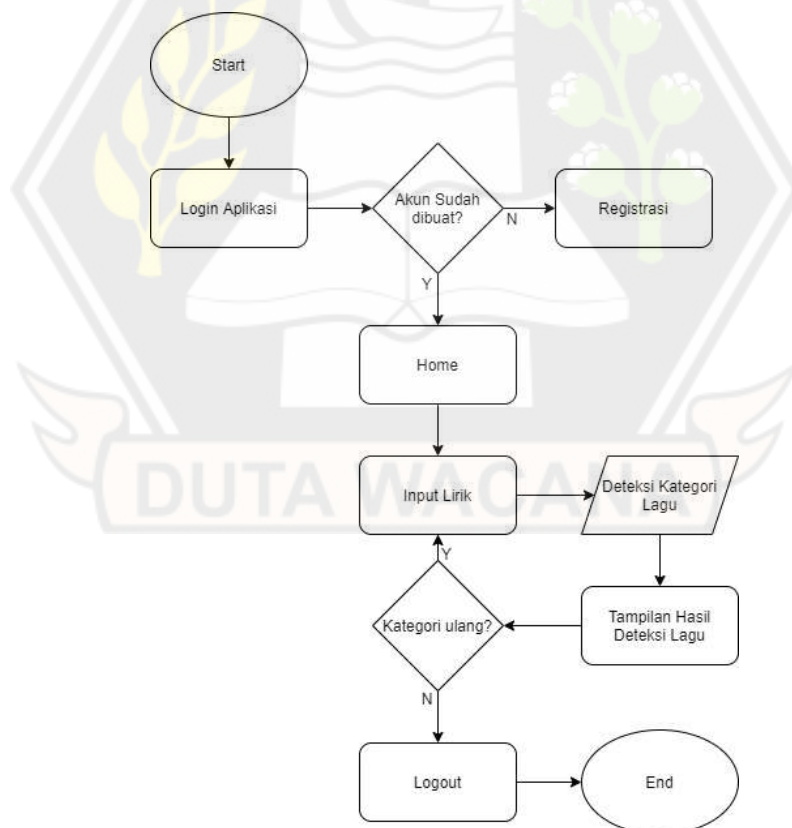 Start
Login Aplikasi
Akun Sudah
dibuat?
N
Registrasi
Y
Home
Input Lirik
Deteksi Kategori
Lagu
Y
Kategori ulang?
Tampilan Hasil
Deteksi Lagu
N
Logout
End
DUTA WACANA